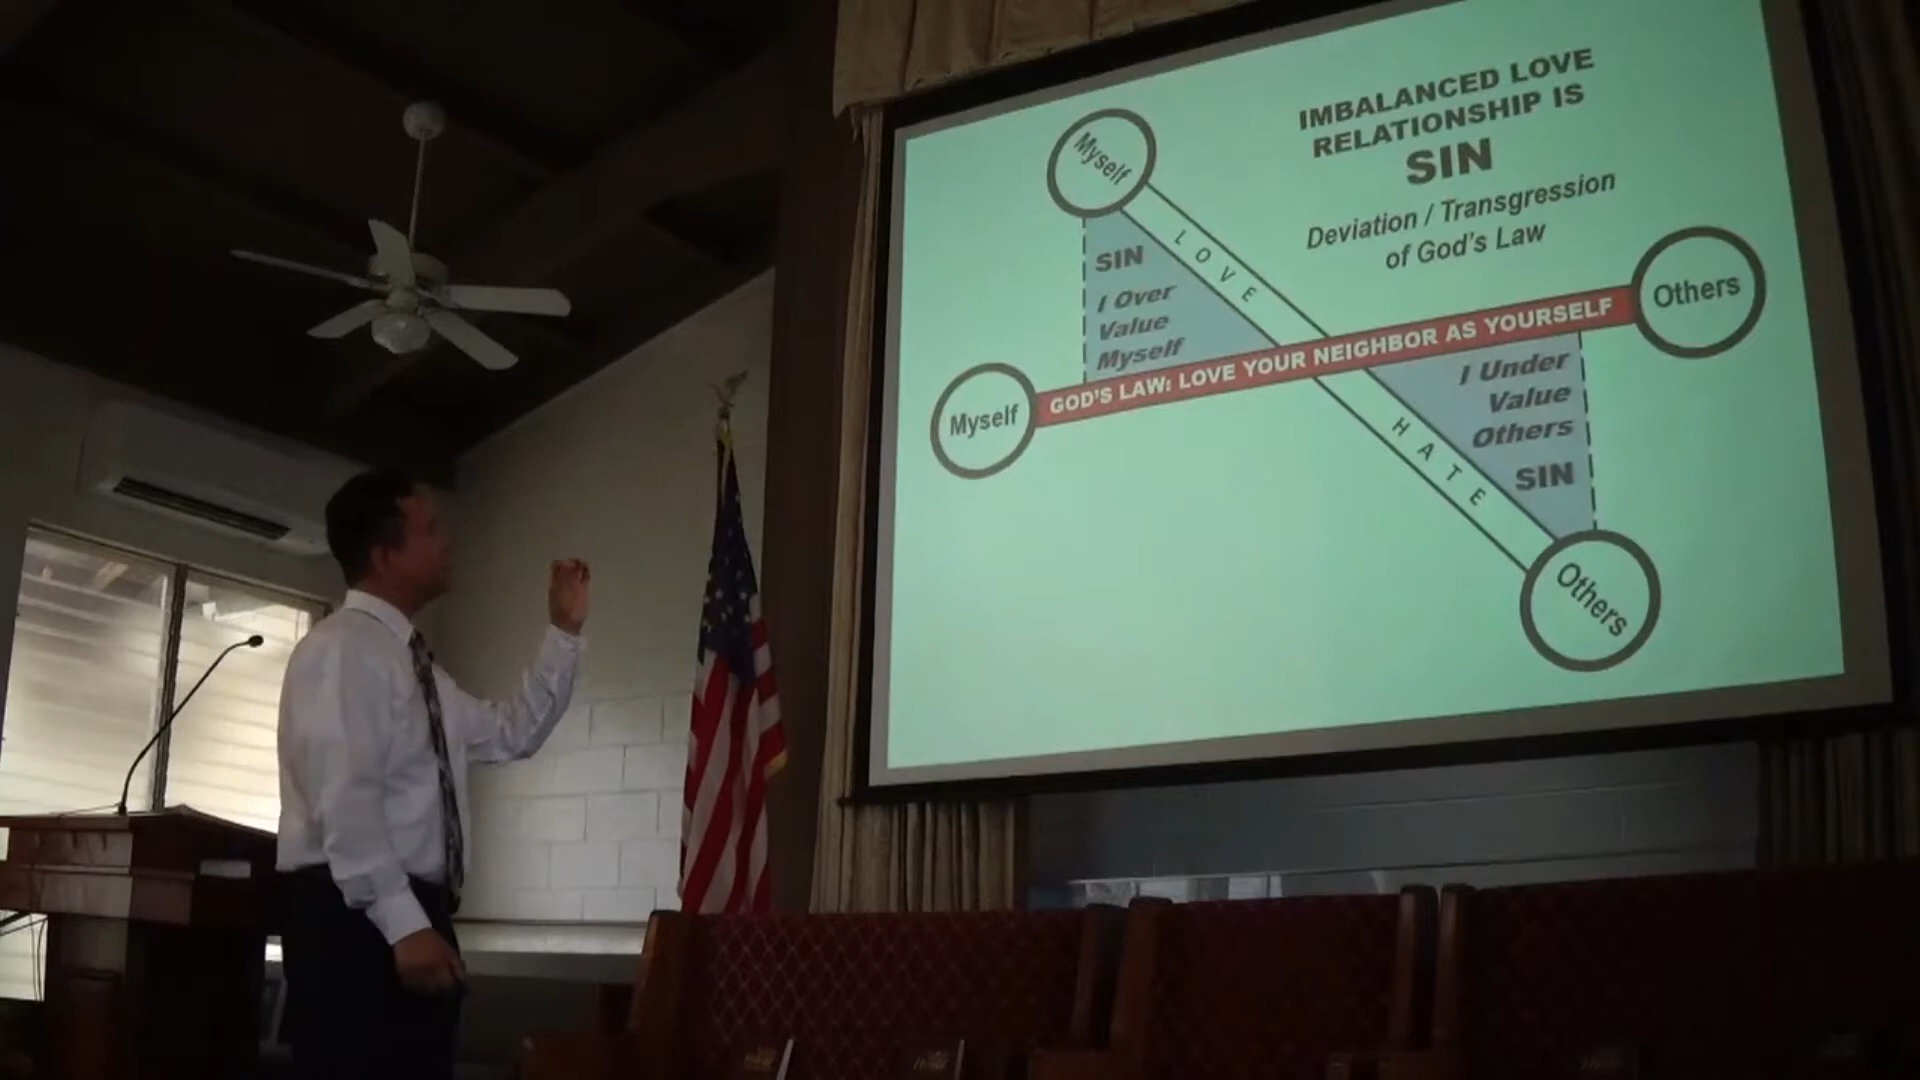 IMBALANCED LOVE
RELATIONSHIP IS
SIN
Deviation / Transgression
of God's Law
Myself
LOVE
SIN
I Over
Value
Myself
Myself
GOD'S LAW: LOVE YOUR NEIGHBOR AS YOURSELF
Others
HATE
I Under
Value
Others
SIN
Others